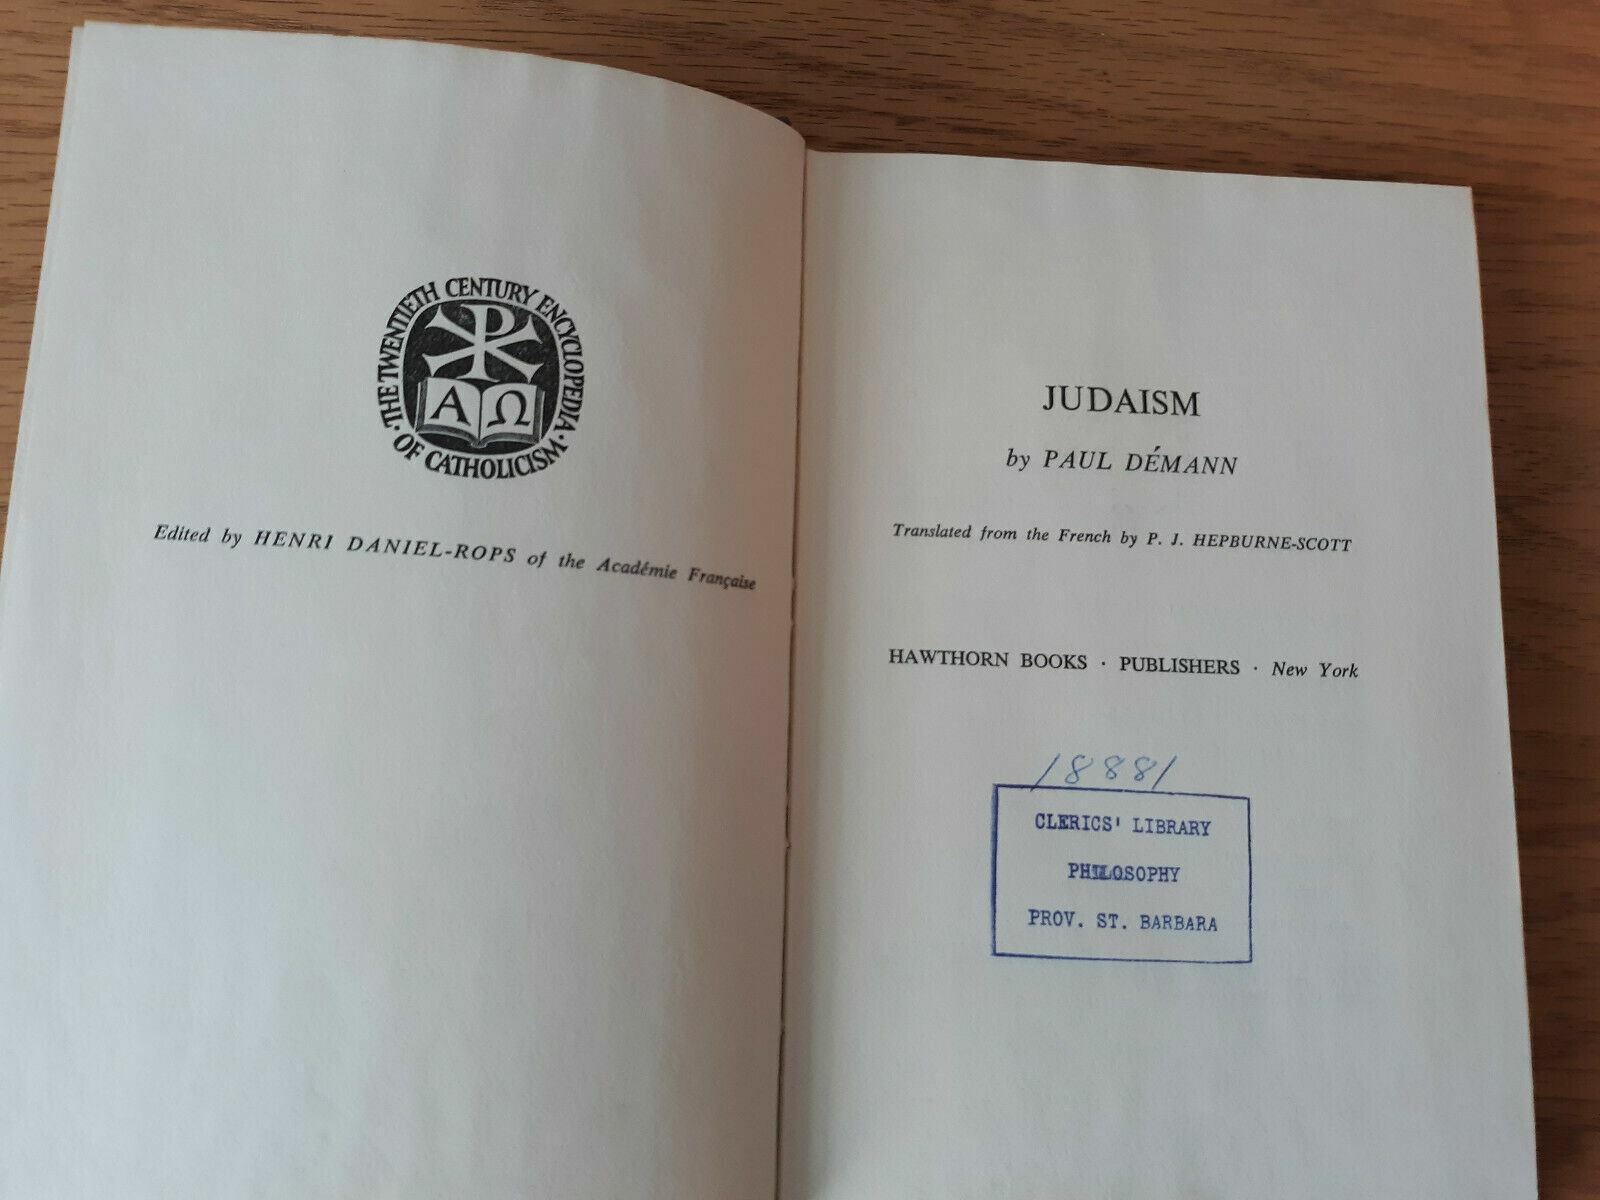 THE TWENTIETH CENTURY ENCYCLOPEDIA
· OF CATHOLICISM ·
Α Ω
Edited by HENRI DANIEL-ROPS of the Académie Française
JUDAISM
by PAUL DÉMANN
Translated from the French by P. J. HEPBURNE-SCOTT
HAWTHORN BOOKS · PUBLISHERS · New York
18881
CLERICS' LIBRARY
PHILOSOPHY
PROV. ST. BARBARA